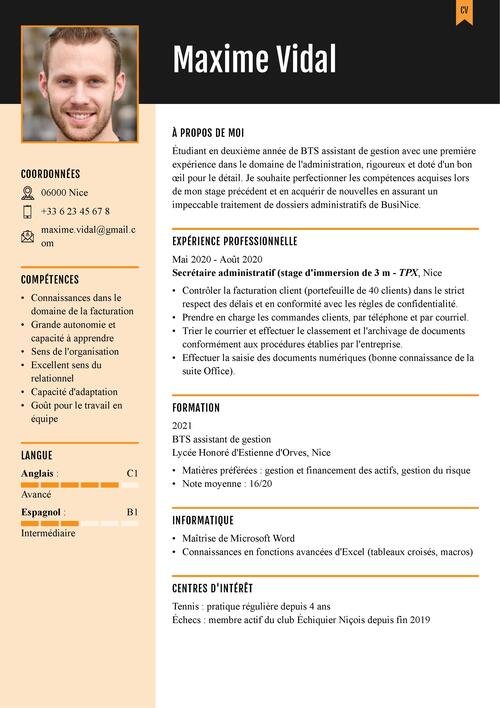 CV
Maxime Vidal
COORDONNÉES
06000 Nice
+33 6 23 45 67 8
maxime.vidal@gmail.c
om
COMPÉTENCES
• Connaissances dans le
domaine de la facturation
• Grande autonomie et
capacité à apprendre
• Sens de l'organisation
• Excellent sens du
relationnel
• Capacité d'adaptation
• Goût pour le travail en
équipe
LANGUE
Anglais : C1
Avancé
Espagnol : B1
Intermédiaire
À PROPOS DE MOI
Étudiant en deuxième année de BTS assistant de gestion avec une première
expérience dans le domaine de l'administration, rigoureux et doté d'un bon
œil pour le détail. Je souhaite perfectionner les compétences acquises lors
de mon stage précédent et en acquérir de nouvelles en assurant un
impeccable traitement de dossiers administratifs de BusiNice.
EXPÉRIENCE PROFESSIONNELLE
Mai 2020 - Août 2020
Secrétaire administratif (stage d'immersion de 3 m - TPX, Nice
• Contrôler la facturation client (portefeuille de 40 clients) dans le strict
respect des délais et en conformité avec les règles de confidentialité.
• Prendre en charge les commandes clients, par téléphone et par courriel.
• Trier le courrier et effectuer le classement et l'archivage de documents
conformément aux procédures établies par l'entreprise.
• Effectuer la saisie des documents numériques (bonne connaissance de la
suite Office).
FORMATION
2021
BTS assistant de gestion
Lycée Honoré d'Estienne d'Orves, Nice
• Matières préférées : gestion et financement des actifs, gestion du risque
• Note moyenne : 16/20
INFORMATIQUE
• Maîtrise de Microsoft Word
• Connaissances en fonctions avancées d'Excel (tableaux croisés, macros)
CENTRES D'INTÉRÊT
Tennis : pratique régulière depuis 4 ans
Échecs : membre actif du club Échiquier Niçois depuis fin 2019